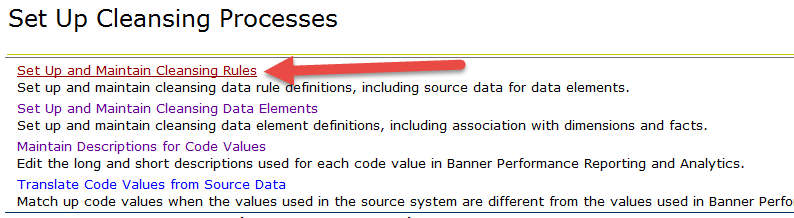 Set Up Cleansing Processes
Set Up and Maintain Cleansing Rules
Set up and maintain cleansing data rule definitions, including source data for data elements.
Set Up and Maintain Cleansing Data Elements
Set up and maintain cleansing data element definitions, including association with dimensions and facts.
Maintain Descriptions for Code Values
Edit the long and short descriptions used for each code value in Banner Performance Reporting and Analytics.
Translate Code Values from Source Data
Match up code values when the values used in the source system are different from the values used in Banner Perfo